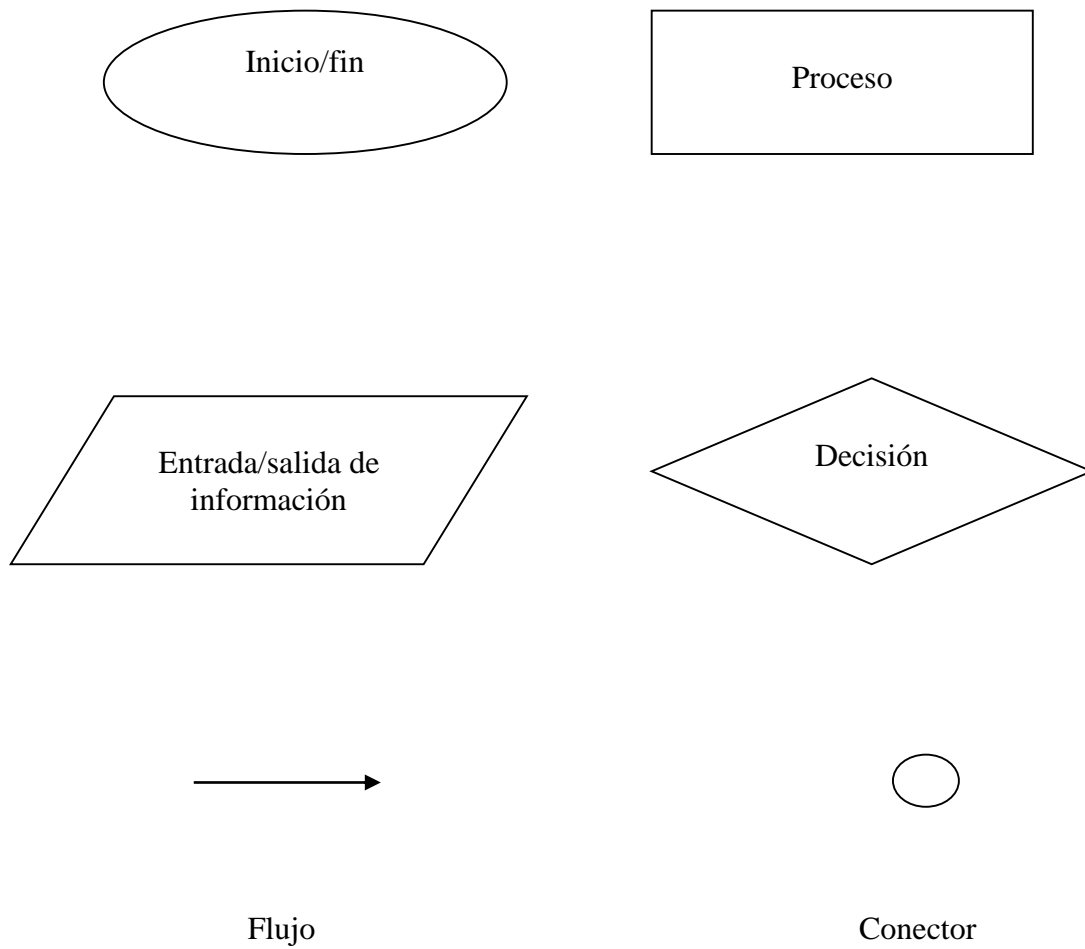 Inicio/fin
Proceso
Entrada/salida de
información
Decisión
Flujo
Conector